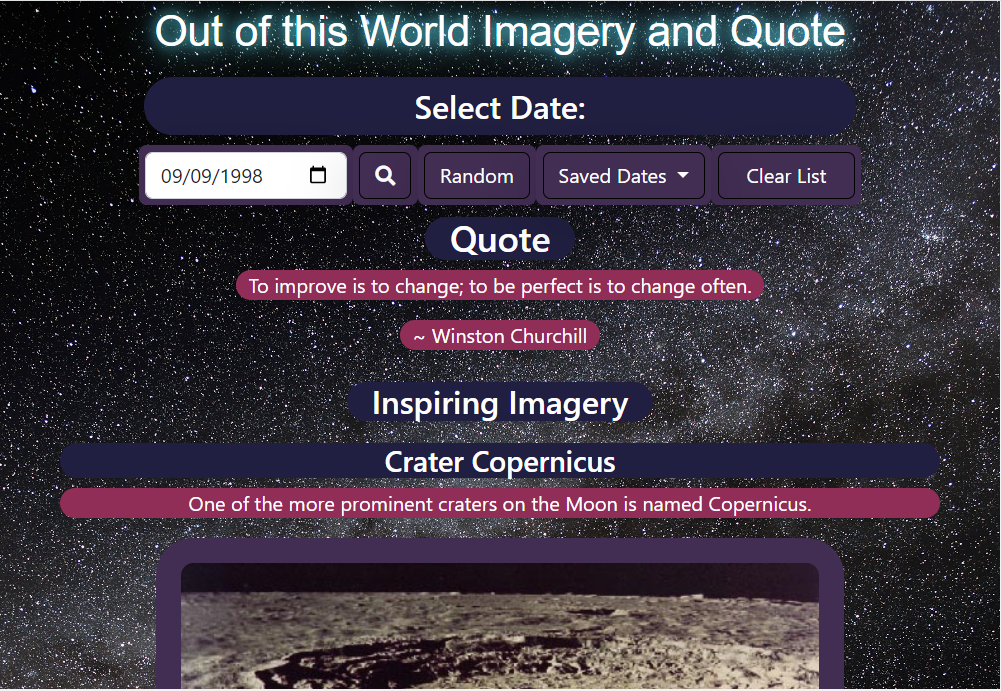 Out of this World Imagery and Quote
Select Date:
09/09/1998
Random
Saved Dates
Clear List
Quote
To improve is to change; to be perfect is to change often.
~ Winston Churchill
Inspiring Imagery
Crater Copernicus
One of the more prominent craters on the Moon is named Copernicus.